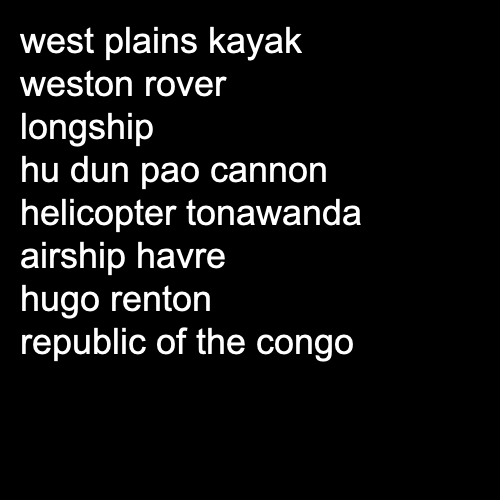 west plains kayak
weston rover
longship
hu dun pao cannon
helicopter tonawanda
airship havre
hugo renton
republic of the congo